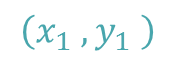 (x₁ , y₁ )